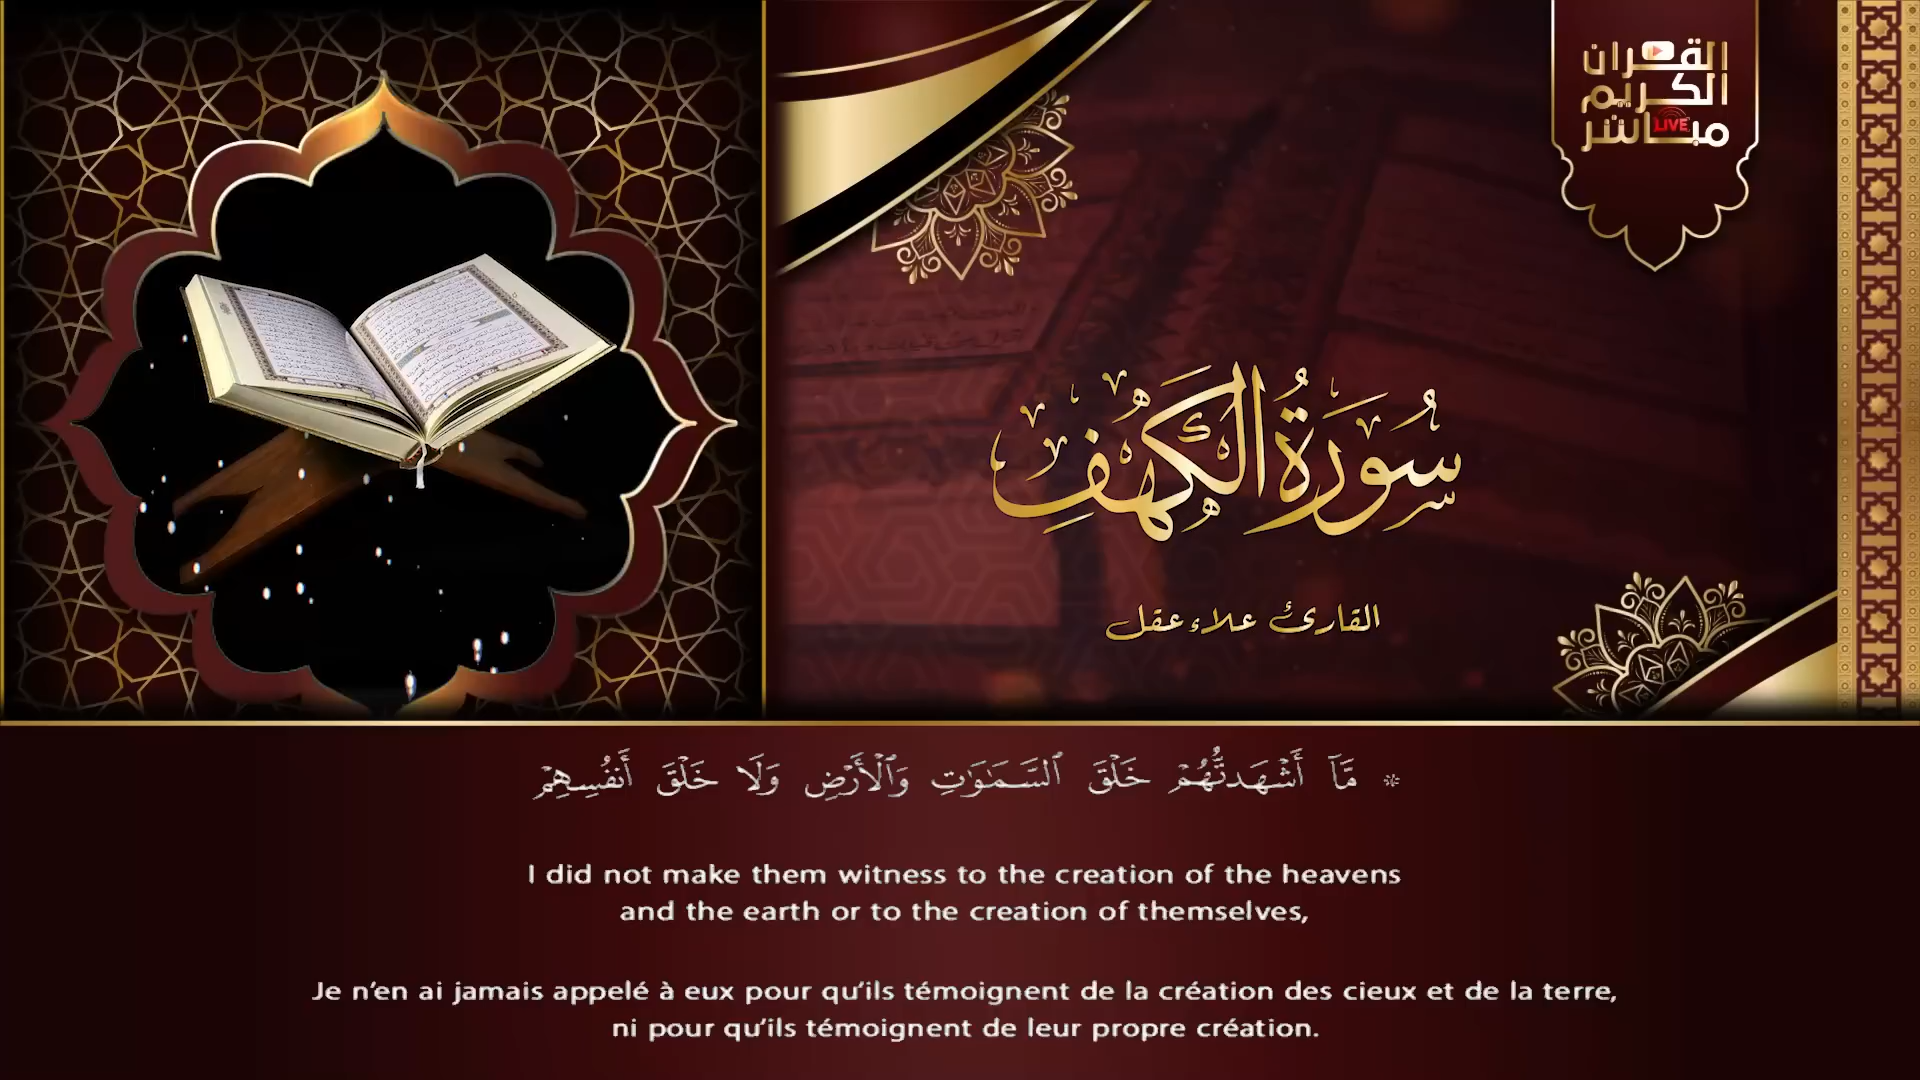 القرآن
الكريم
مباشر
LIVE
سُورَةُ الكَهْفِ
القارئ علاء عقل
* مَّآ أَشْهَدتُّهُمْ خَلْقَ ٱلسَّمَٰوَٰتِ وَٱلْأَرْضِ وَلَا خَلْقَ أَنفُسِهِمْ
I did not make them witness to the creation of the heavens
and the earth or to the creation of themselves,
Je n’en ai jamais appelé à eux pour qu’ils témoignent de la création des cieux et de la terre,
ni pour qu’ils témoignent de leur propre création.